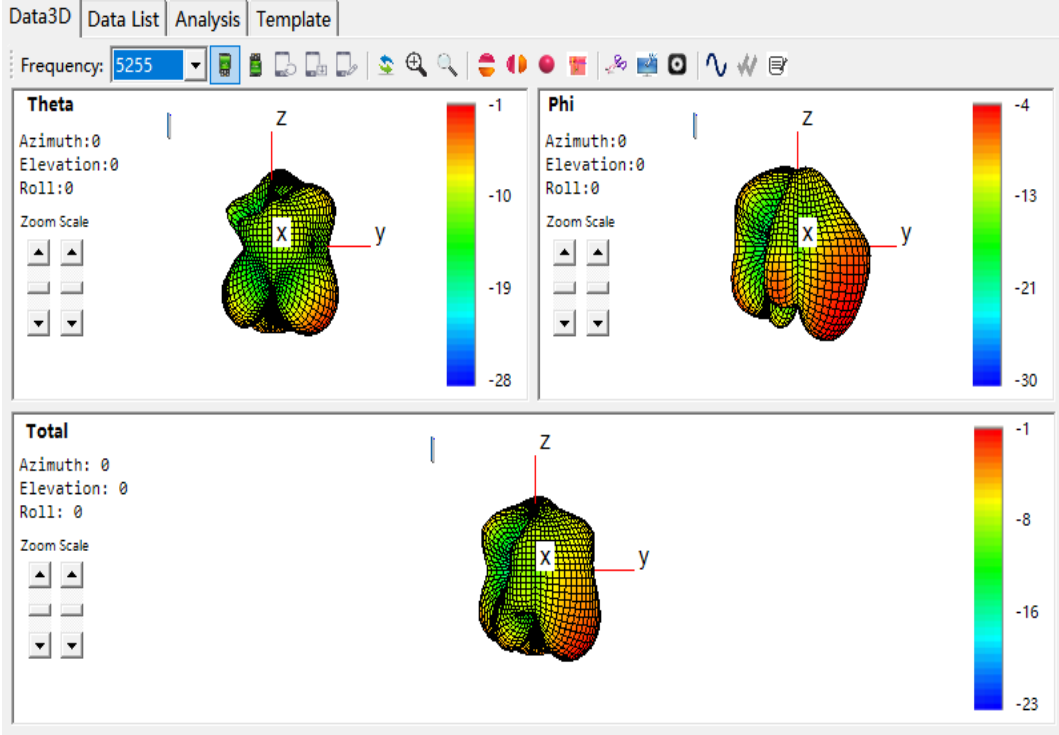 Data3D Data List Analysis Template
Frequency: 5255
Theta
Azimuth:0
Elevation:0
Roll:0
Zoom Scale
z
x
y
-1
-10
-19
-28
Phi
Azimuth:0
Elevation:0
Roll:0
Zoom Scale
z
x
y
-4
-13
-21
-30
Total
Azimuth: 0
Elevation: 0
Roll: 0
Zoom Scale
z
x
y
-1
-8
-16
-23